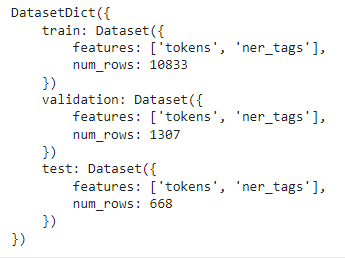 DatasetDict({
    train: Dataset({
        features: ['tokens', 'ner_tags'],
        num_rows: 10833
    })
    validation: Dataset({
        features: ['tokens', 'ner_tags'],
        num_rows: 1307
    })
    test: Dataset({
        features: ['tokens', 'ner_tags'],
        num_rows: 668
    })
})